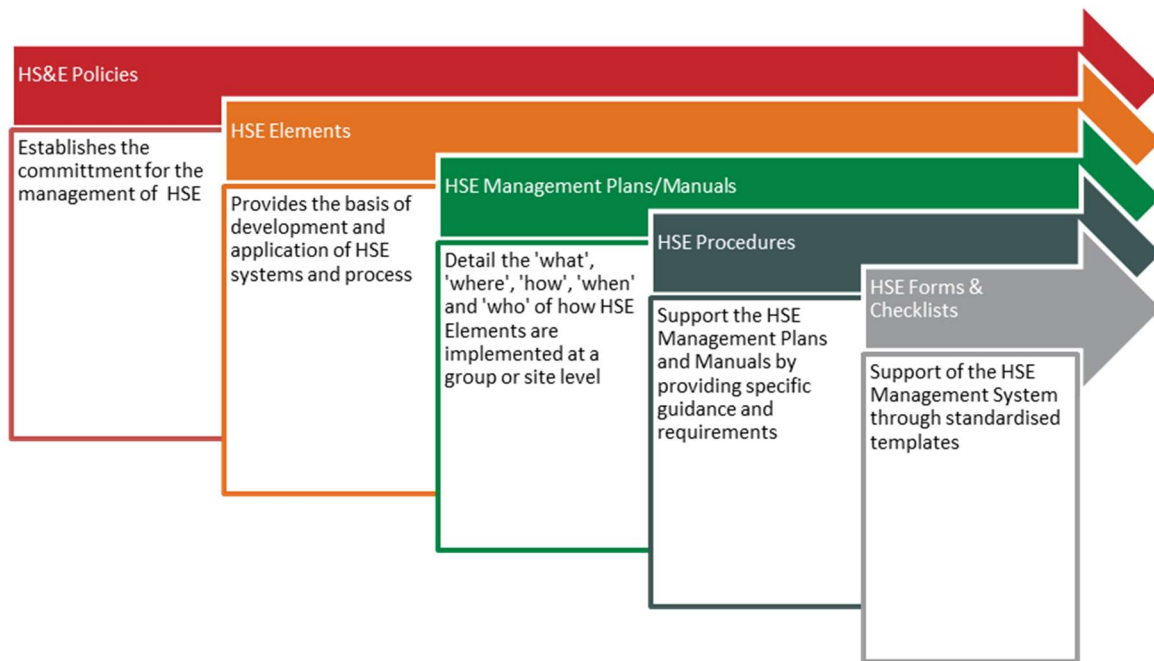 HS&E Policies
Establishes the
committment for the
management of  HSE
HSE Elements
Provides the basis of
development and
application of HSE
systems and process
HSE Management Plans/Manuals
Detail the 'what',
'where', 'how', 'when'
and 'who' of how HSE
Elements are
implemented at a
group or site level
HSE Procedures
Support the HSE
Management Plans
and Manuals by
providing specific
guidance and
requirements
HSE Forms &
Checklists
Support of the HSE
Management System
through standardised
templates